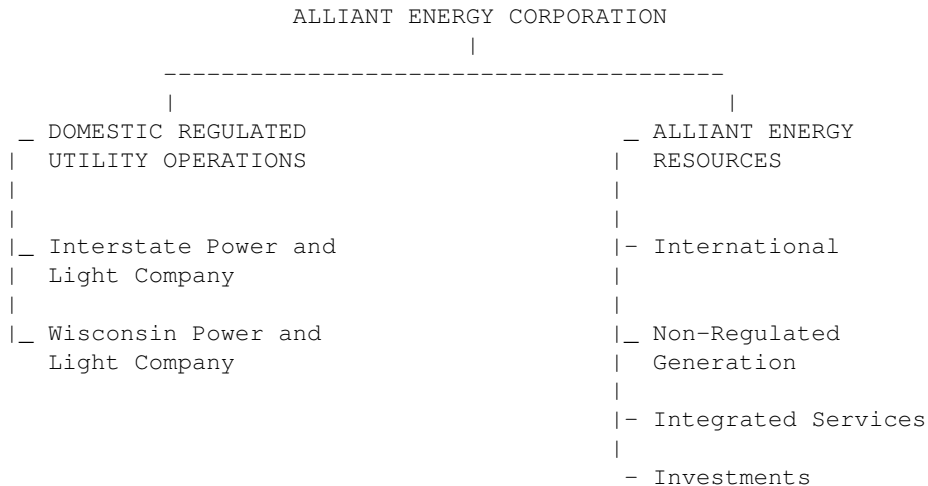 ALLIANT ENERGY CORPORATION
DOMESTIC REGULATED
UTILITY OPERATIONS
Interstate Power and
Light Company
Wisconsin Power and
Light Company
ALLIANT ENERGY
RESOURCES
International
Non-Regulated
Generation
Integrated Services
Investments